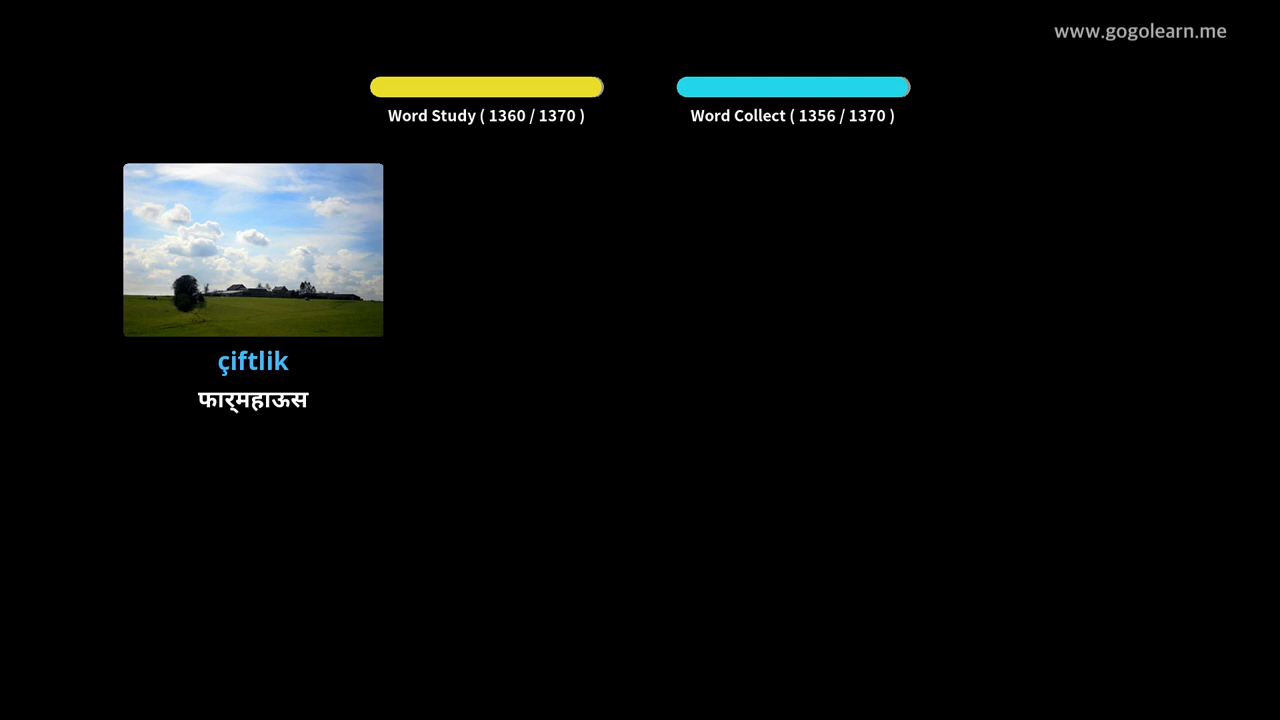 www.gogolearn.me
Word Study ( 1360 / 1370 )
Word Collect ( 1356 / 1370 )
çiftlik
फार्‌महाऊस